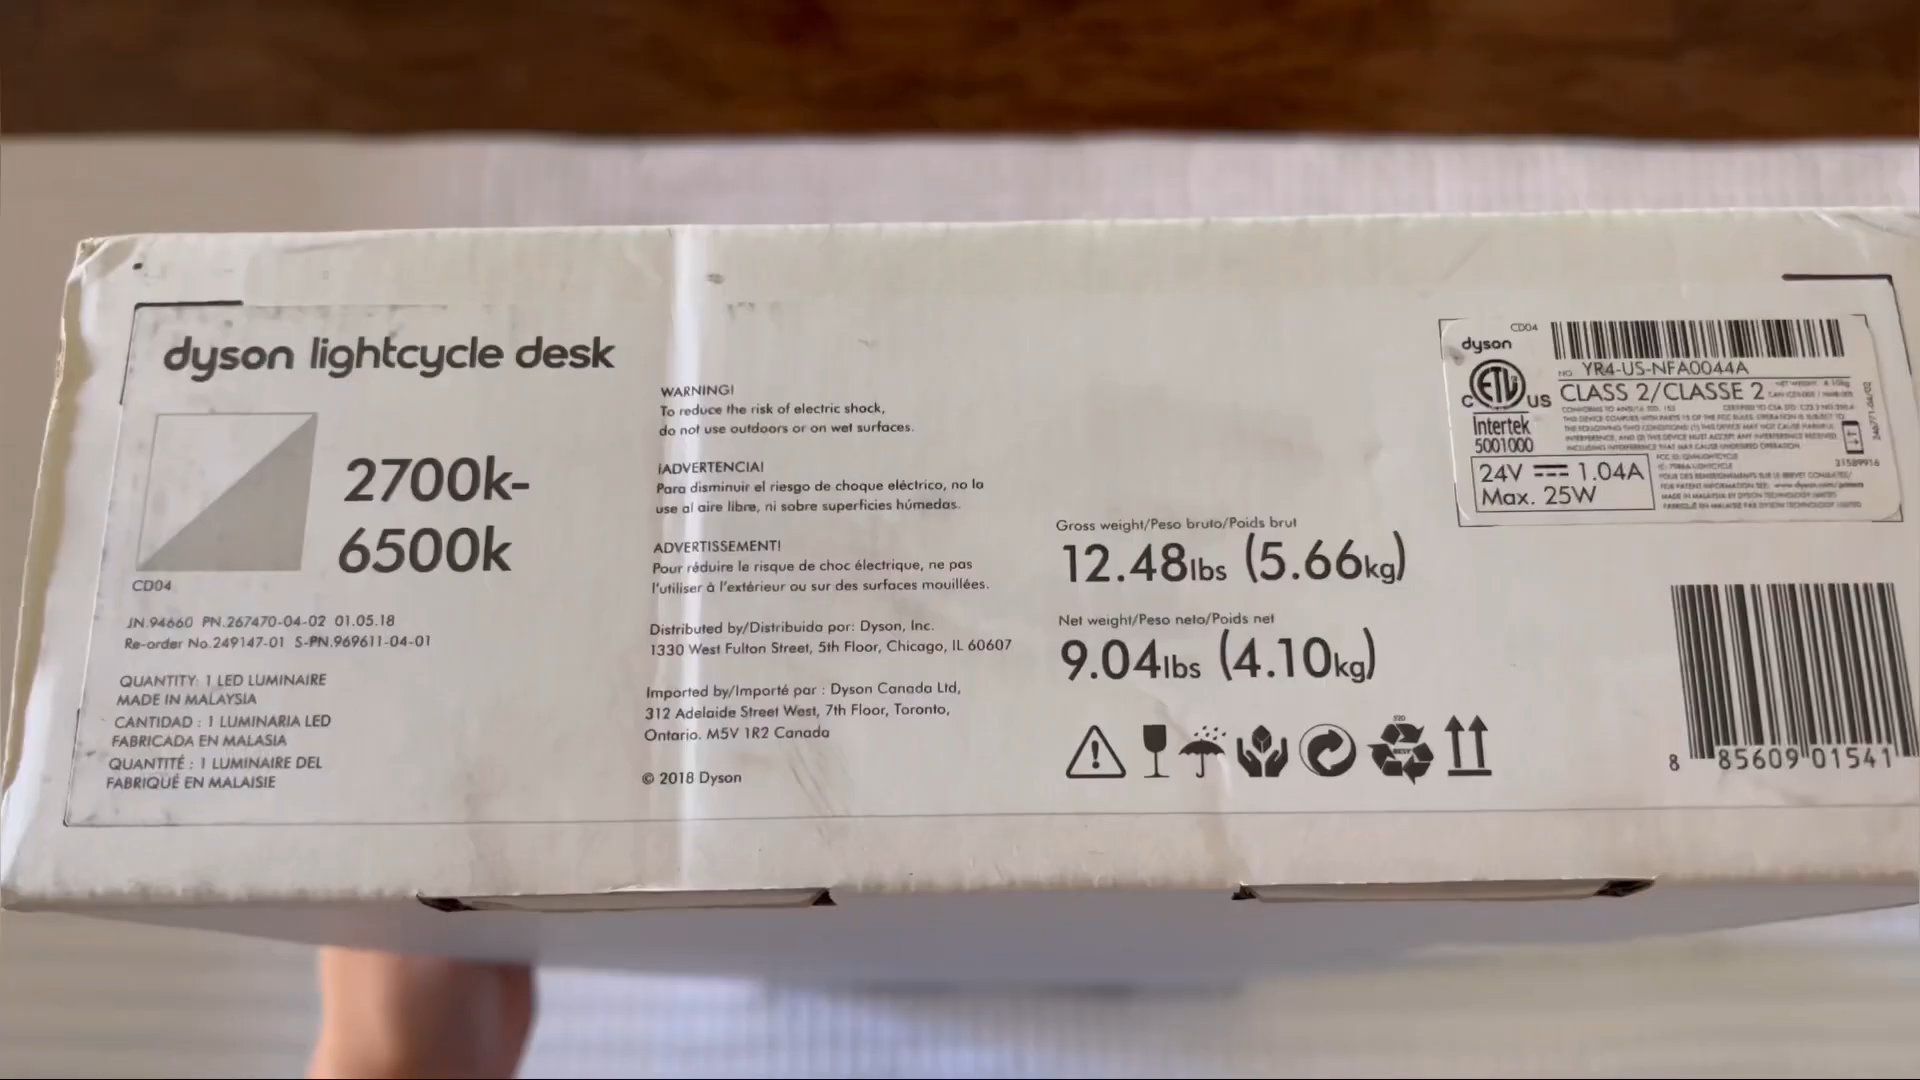 dyson lightcycle desk
2700k-
6500k
CD04
JN.94660 PN.267470-04-02 01.05.18
Re-order No.249147-01 S-PN.969611-04-01
QUANTITY: 1 LED LUMINAIRE
MADE IN MALAYSIA
CANTIDAD : 1 LUMINARIA LED
FABRICADA EN MALASIA
QUANTITÉ : 1 LUMINAIRE DEL
FABRIQUÉ EN MALAISIE
WARNING!
To reduce the risk of electric shock,
do not use outdoors or on wet surfaces.
¡ADVERTENCIA!
Para disminuir el riesgo de choque eléctrico, no la
use al aire libre, ni sobre superficies húmedas.
ADVERTISSEMENT!
Pour réduire le risque de choc électrique, ne pas
l'utiliser à l'extérieur ou sur des surfaces mouillées.
Distributed by/Distribuida por: Dyson, Inc.
1330 West Fulton Street, 5th Floor, Chicago, IL 60607
Imported by/Importé par : Dyson Canada Ltd,
312 Adelaide Street West, 7th Floor, Toronto,
Ontario. M5V 1R2 Canada
© 2018 Dyson
Gross weight/Peso bruto/Poids brut
12.48lbs (5.66kg)
Net weight/Peso neto/Poids net
9.04lbs (4.10kg)
CD04
dyson
NO. YR4-US-NFA0044A
ETL
C US
CLASS 2/CLASSE 2
Intertek
5001000
24V 1.04A
Max. 25W
21589916
8 85609 01541